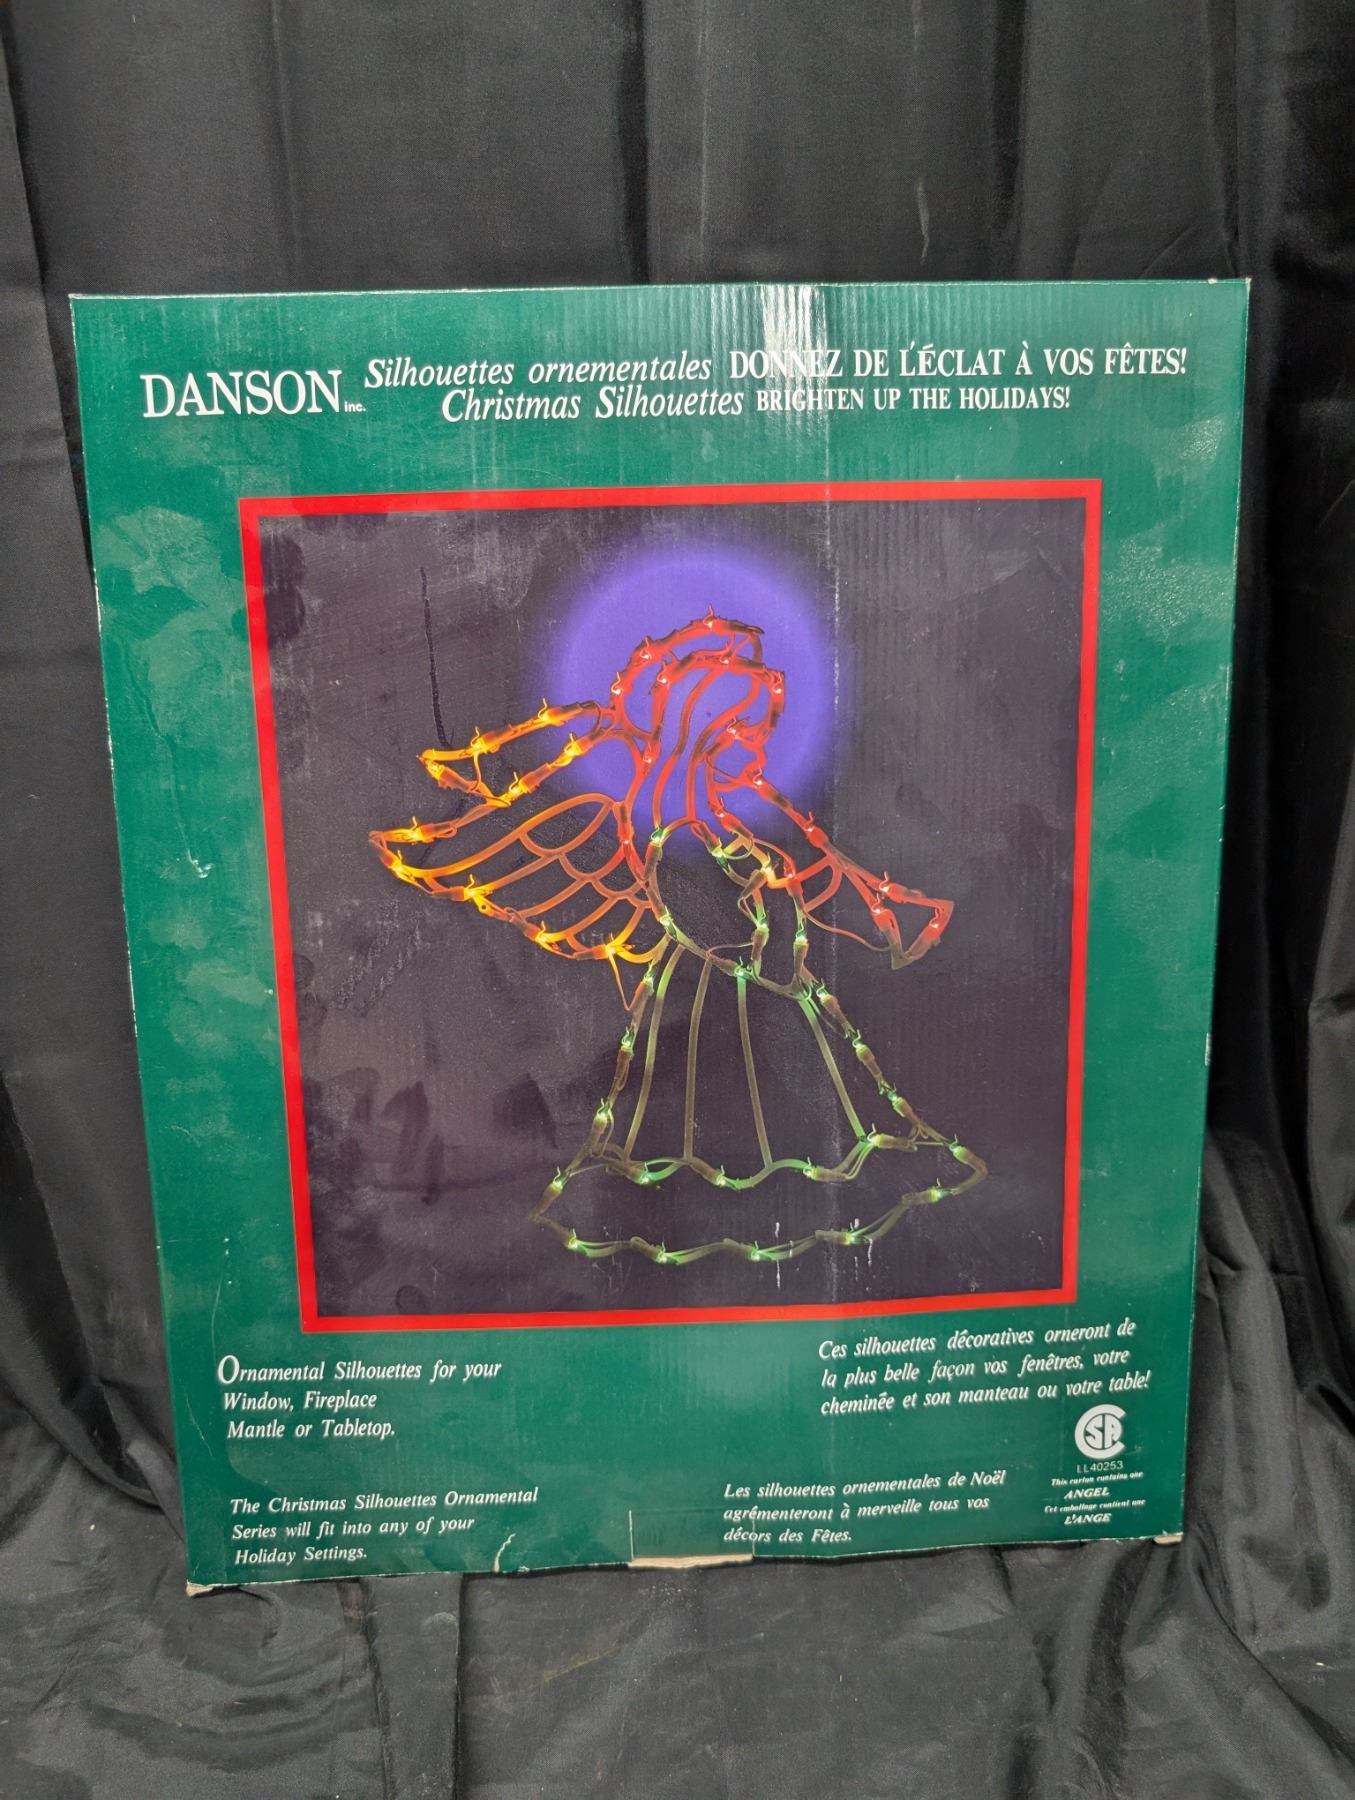 DANSON inc.
Silhouettes ornementales DONNEZ DE L'ÉCLAT À VOS FÊTES!
Christmas Silhouettes BRIGHTEN UP THE HOLIDAYS!
Ornamental Silhouettes for your
Window, Fireplace
Mantle or Tabletop.
The Christmas Silhouettes Ornamental
Series will fit into any of your
Holiday Settings.
Ces silhouettes décoratives orneront de
la plus belle façon vos fenêtres, votre
cheminée et son manteau ou votre table!
Les silhouettes ornementales de Noël
agrémenteront à merveille tous vos
décors des Fêtes.
CSA
LL40253
This carton contains one
ANGEL
Cet emballage contient une
L'ANGE